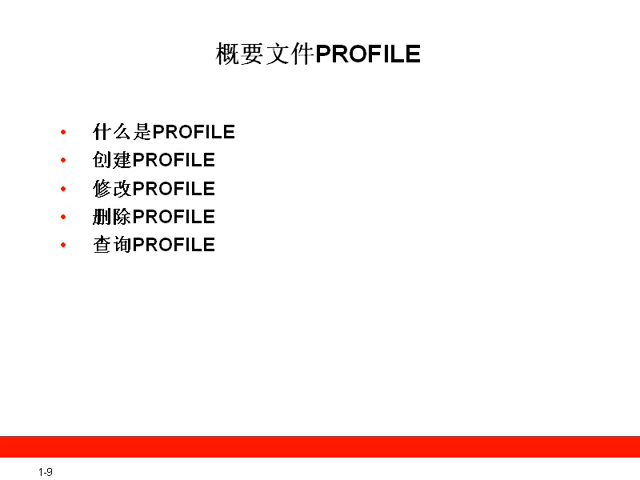 概要文件PROFILE
• 什么是PROFILE
• 创建PROFILE
• 修改PROFILE
• 删除PROFILE
• 查询PROFILE
1-9